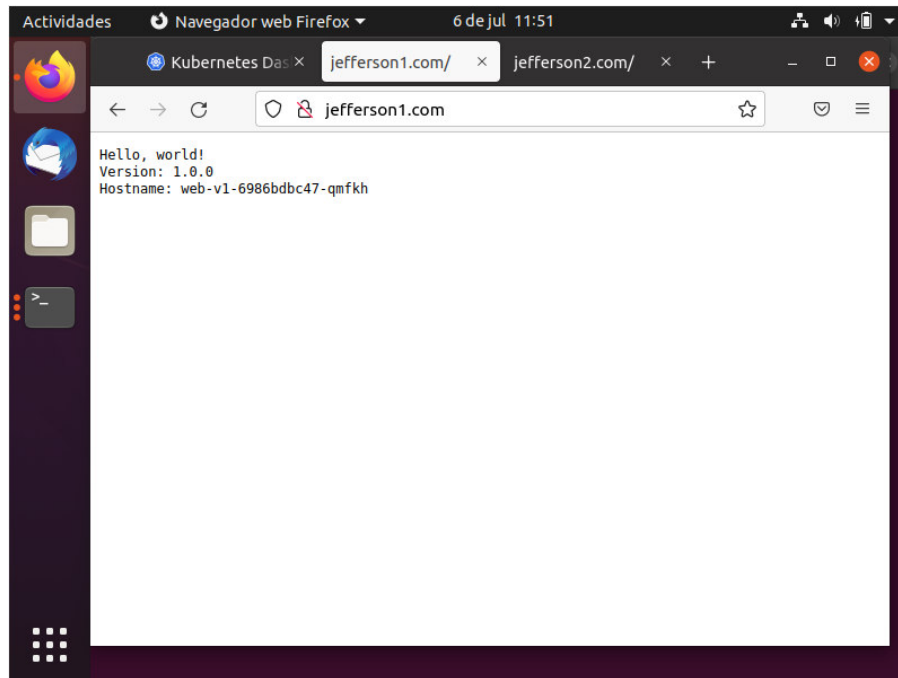 Actividades Navegador web Firefox 6 de jul 11:51
Kubernetes Das jefferson1.com/ jefferson2.com/
jefferson1.com
Hello, world!
Version: 1.0.0
Hostname: web-v1-6986bdbc47-qmfkh
>_